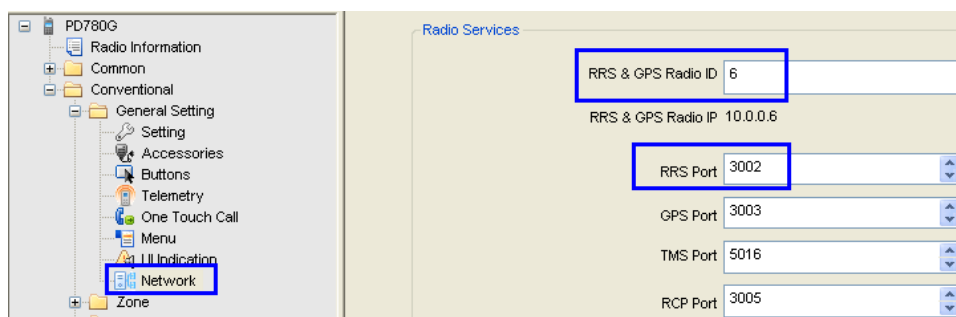 PD780G
Radio Information
Common
Conventional
General Setting
Setting
Accessories
Buttons
Telemetry
One Touch Call
Menu
UI Indication
Network
Zone
Radio Services
RRS & GPS Radio ID 6
RRS & GPS Radio IP 10.0.0.6
RRS Port 3002
GPS Port 3003
TMS Port 5016
RCP Port 3005